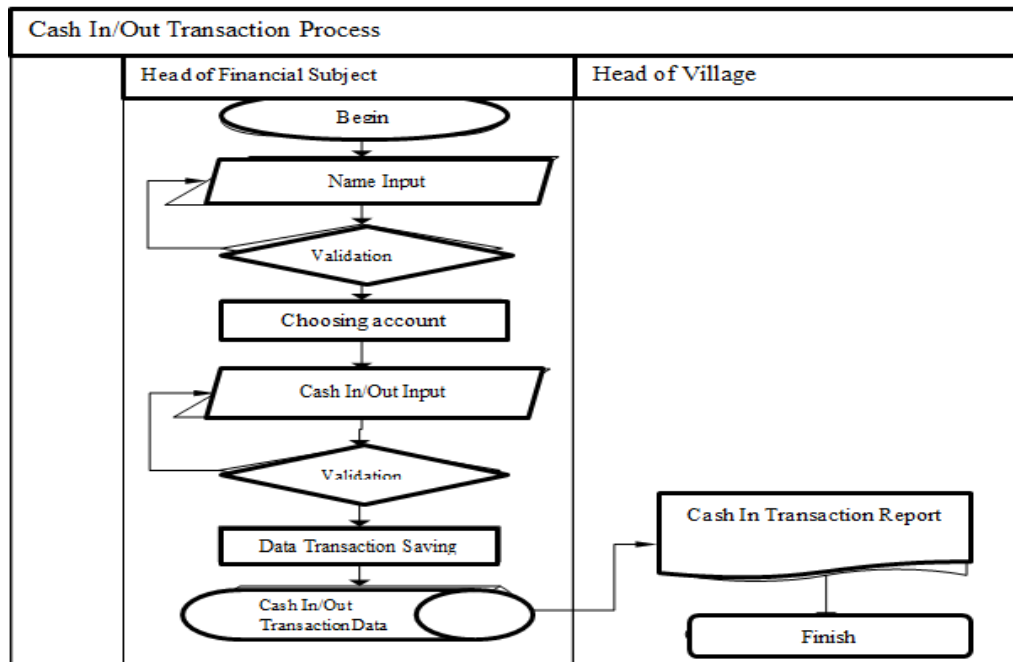 Cash In/Out Transaction Process
Head of Financial Subject
Head of Village
Begin
Name Input
Validation
Choosing account
Cash In/Out Input
Validation
Data Transaction Saving
Cash In/Out
TransactionData
Cash In Transaction Report
Finish